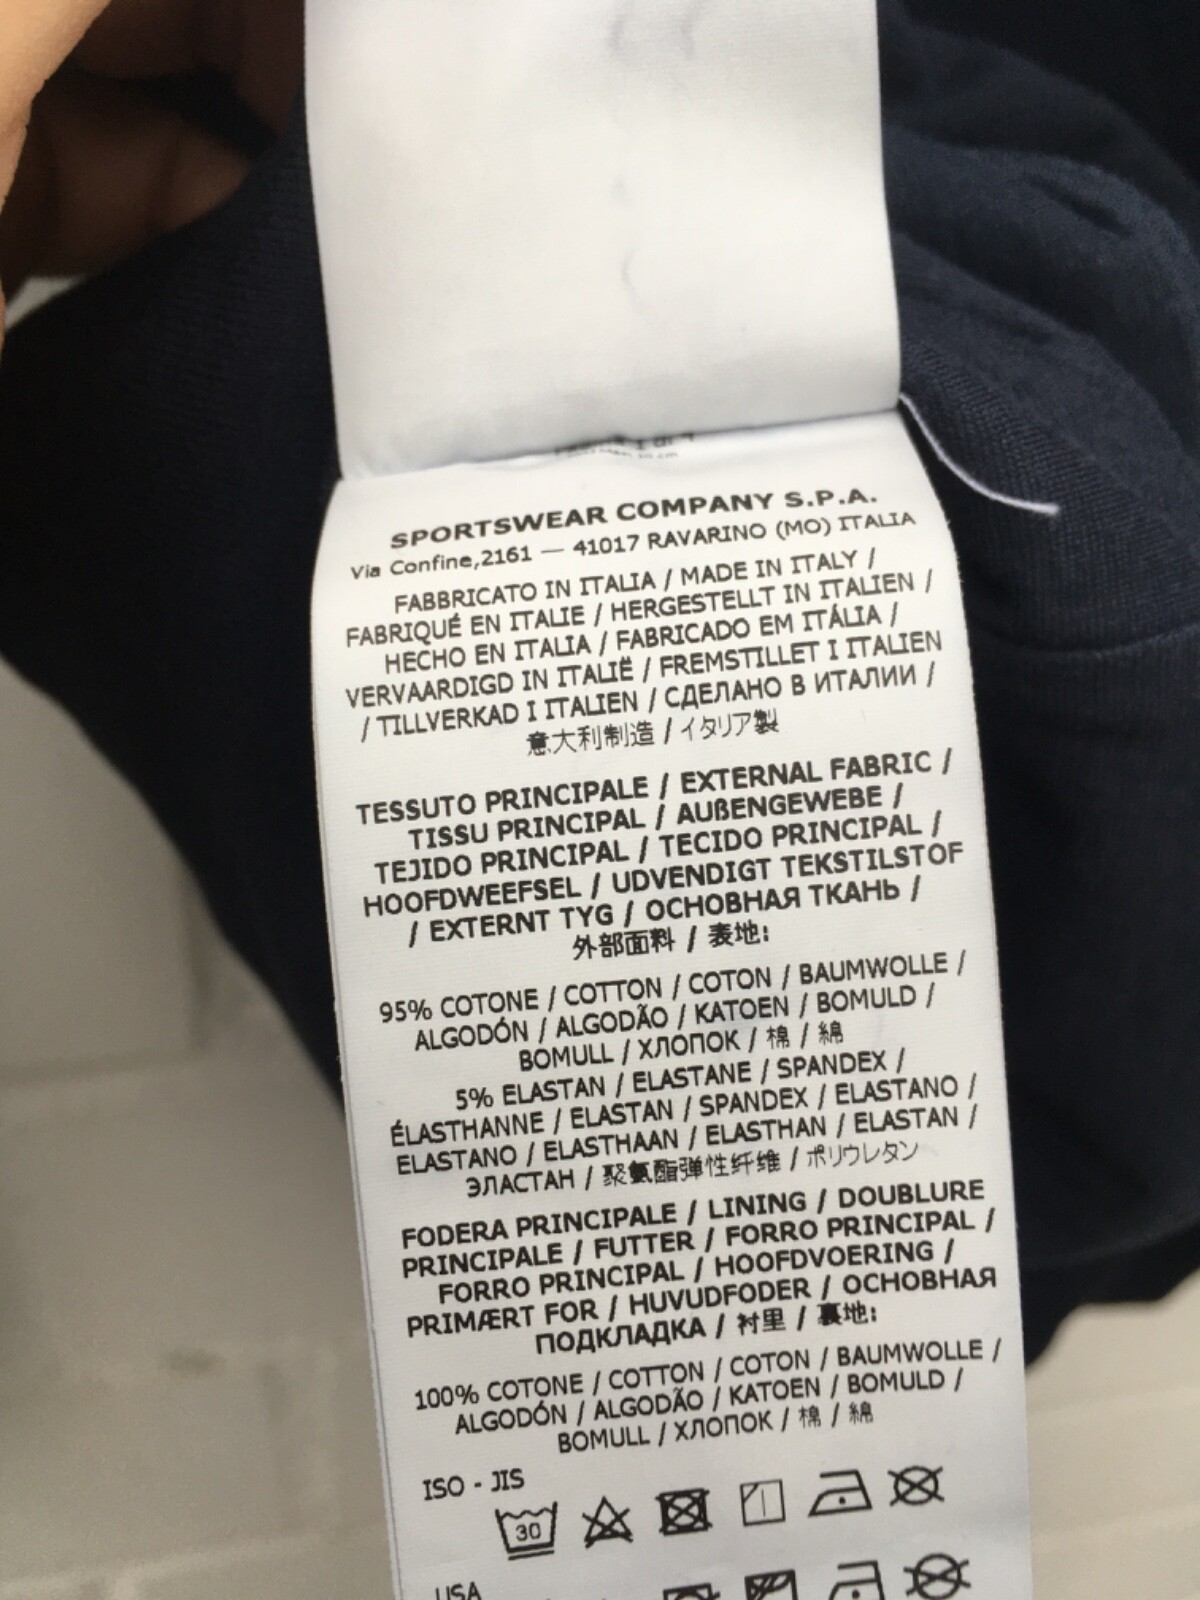 SPORTSWEAR COMPANY S.P.A.
Via Confine,2161 — 41017 RAVARINO (MO) ITALIA
FABBRICATO IN ITALIA / MADE IN ITALY /
FABRIQUÉ EN ITALIE / HERGESTELLT IN ITALIEN /
HECHO EN ITALIA / FABRICADO EM ITÁLIA /
VERVAARDIGD IN ITALIË / FREMSTILLET I ITALIEN
/ TILLVERKAD I ITALIEN / СДЕЛАНО В ИТАЛИИ /
意大利制造 / イタリア製
TESSUTO PRINCIPALE / EXTERNAL FABRIC /
TISSU PRINCIPAL / AUßENGEWEBE /
TEJIDO PRINCIPAL / TECIDO PRINCIPAL /
HOOFDWEEFSEL / UDVENDIGT TEKSTILSTOF
/ EXTERNT TYG / ОСНОВНАЯ ТКАНЬ /
外部面料 / 表地:
95% COTONE / COTTON / COTON / BAUMWOLLE /
ALGODÓN / ALGODÃO / KATOEN / BOMULD /
BOMULL / ХЛОПОК / 棉 / 綿
5% ELASTAN / ELASTANE / SPANDEX /
ÉLASTHANNE / ELASTAN / SPANDEX / ELASTANO /
ELASTANO / ELASTHAAN / ELASTHAN / ELASTAN /
ЭЛАСТАН / 聚氨酯弹性纤维 / ポリウレタン
FODERA PRINCIPALE / LINING / DOUBLURE
PRINCIPALE / FUTTER / FORRO PRINCIPAL /
FORRO PRINCIPAL / HOOFDVOERING /
PRIMÆRT FOR / HUVUDFODER / ОСНОВНАЯ
ПОДКЛАДКА / 衬里 / 裏地:
100% COTONE / COTTON / COTON / BAUMWOLLE /
ALGODÓN / ALGODÃO / KATOEN / BOMULD /
BOMULL / ХЛОПОК / 棉 / 綿
ISO - JIS
30
USA